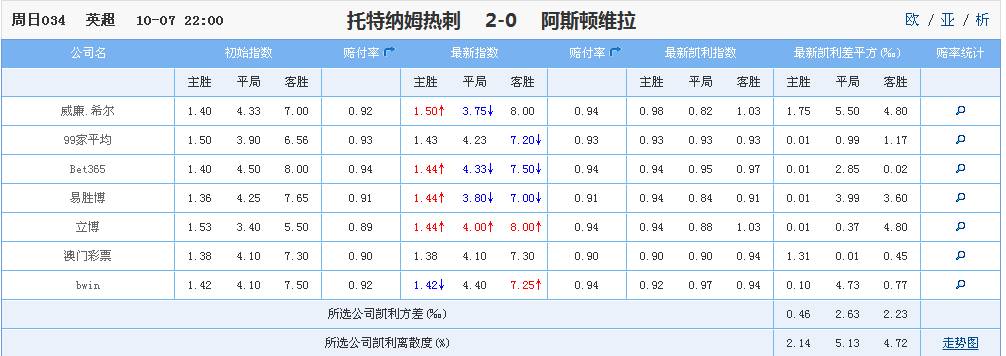 周日034 英超 10-07 22:00 托特纳姆热刺 2-0 阿斯顿维拉 欧 / 亚 / 析
公司名 初始指数 赔付率 最新指数 赔付率 最新凯利指数 最新凯利差平方(‰) 赔率统计
主胜 平局 客胜 主胜 平局 客胜 主胜 平局 客胜 主胜 平局 客胜
威廉.希尔 1.40 4.33 7.00 0.92 1.50↑ 3.75↓ 8.00 0.94 0.98 0.82 1.03 1.75 5.50 4.80
99家平均 1.50 3.90 6.56 0.93 1.43 4.23 7.20↓ 0.93 0.93 0.93 0.93 0.01 0.99 1.17
Bet365 1.40 4.50 8.00 0.94 1.44↑ 4.33↓ 7.50↓ 0.94 0.94 0.95 0.97 0.01 2.85 0.02
易胜博 1.36 4.25 7.65 0.91 1.44↑ 3.80↓ 7.00↓ 0.91 0.94 0.84 0.91 0.01 3.99 3.60
立博 1.53 3.40 5.50 0.89 1.44↑ 4.00↑ 8.00↑ 0.94 0.94 0.88 1.03 0.01 0.37 4.80
澳门彩票 1.38 4.10 7.30 0.90 1.38 4.10 7.30 0.90 0.90 0.90 0.94 1.31 0.01 0.45
bwin 1.42 4.10 7.50 0.92 1.42↓ 4.40 7.25↑ 0.94 0.92 0.97 0.94 0.10 4.73 0.77
所选公司凯利方差(‰) 0.46 2.63 2.23
所选公司凯利离散度(%) 2.14 5.13 4.72 走势图